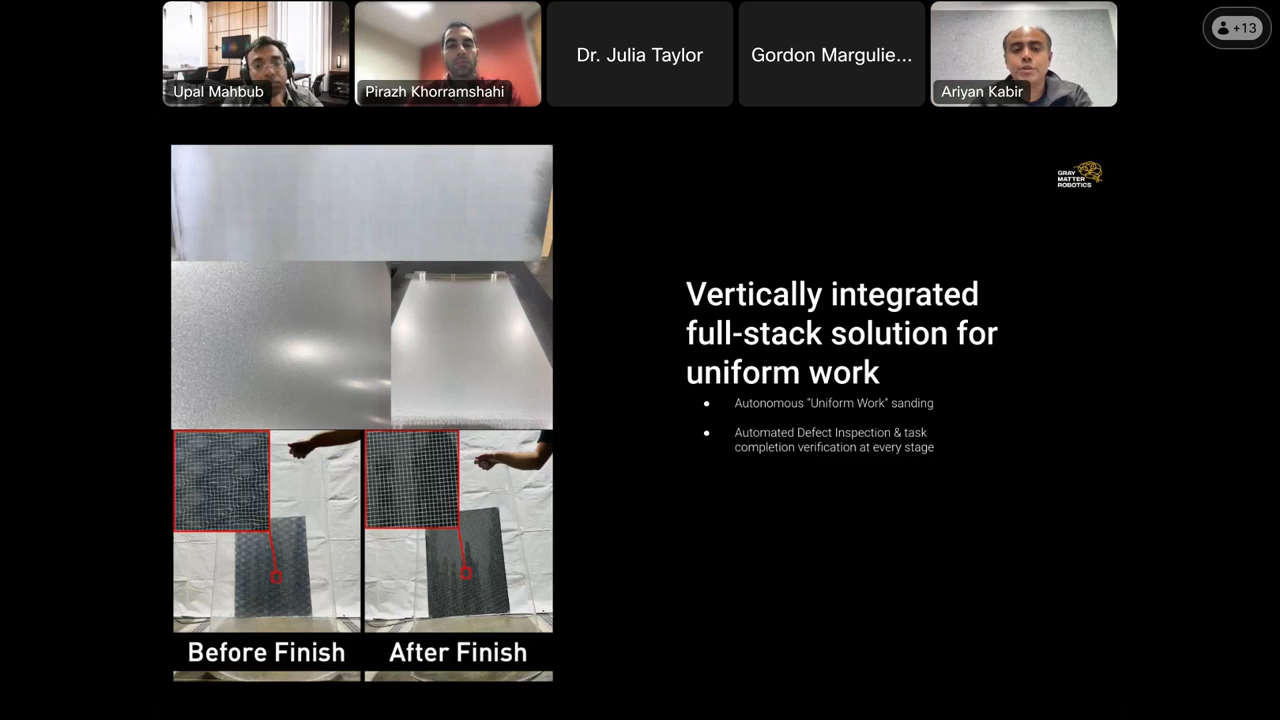 Upal Mahbub
Pirazh Khorramshahi
Dr. Julia Taylor
Gordon Margulie...
Ariyan Kabir
+13
GRAY
MATTER
ROBOTICS
Vertically integrated
full-stack solution for
uniform work
● Autonomous "Uniform Work" sanding
● Automated Defect Inspection & task
completion verification at every stage
Before Finish
After Finish